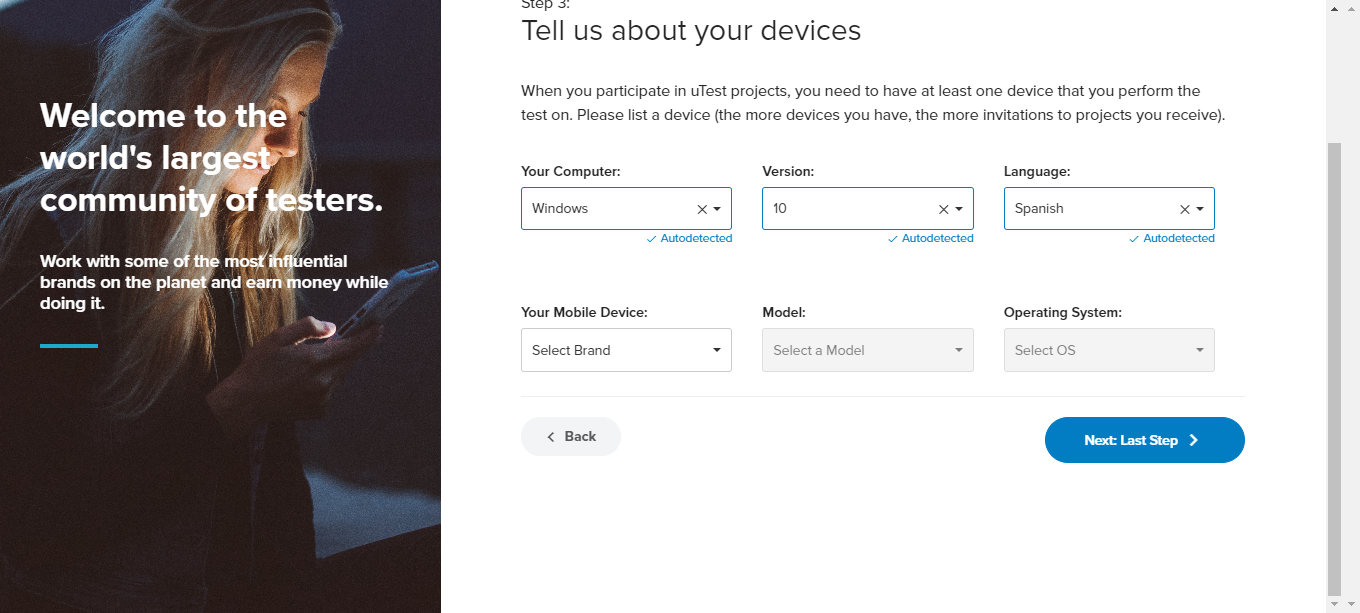 Welcome to the
world's largest
community of testers.
Work with some of the most influential
brands on the planet and earn money while
doing it.
Step 3:
Tell us about your devices
When you participate in uTest projects, you need to have at least one device that you perform the
test on. Please list a device (the more devices you have, the more invitations to projects you receive).
Your Computer: Version: Language:
Windows 10 Spanish
Autodetected Autodetected Autodetected
Your Mobile Device: Model: Operating System:
Select Brand Select a Model Select OS
Back Next: Last Step